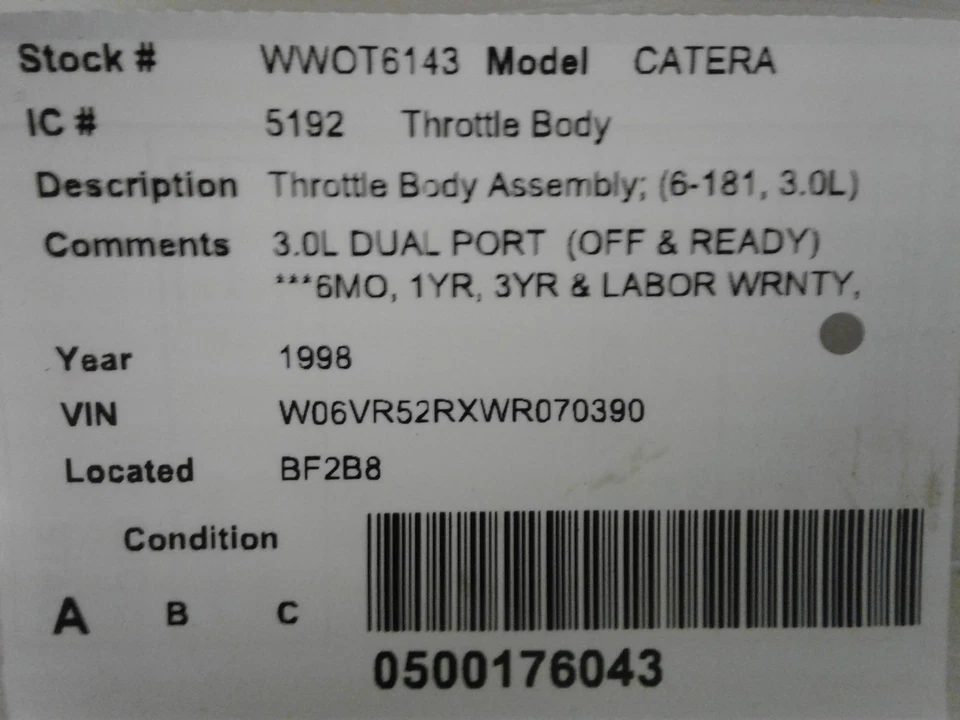 Stock # WWOT6143 Model CATERA
IC # 5192 Throttle Body
Description Throttle Body Assembly; (6-181, 3.0L)
Comments 3.0L DUAL PORT (OFF & READY)
***6MO, 1YR, 3YR & LABOR WRNTY,
Year 1998
VIN W06VR52RXWR070390
Located BF2B8
Condition
A B C
0500176043